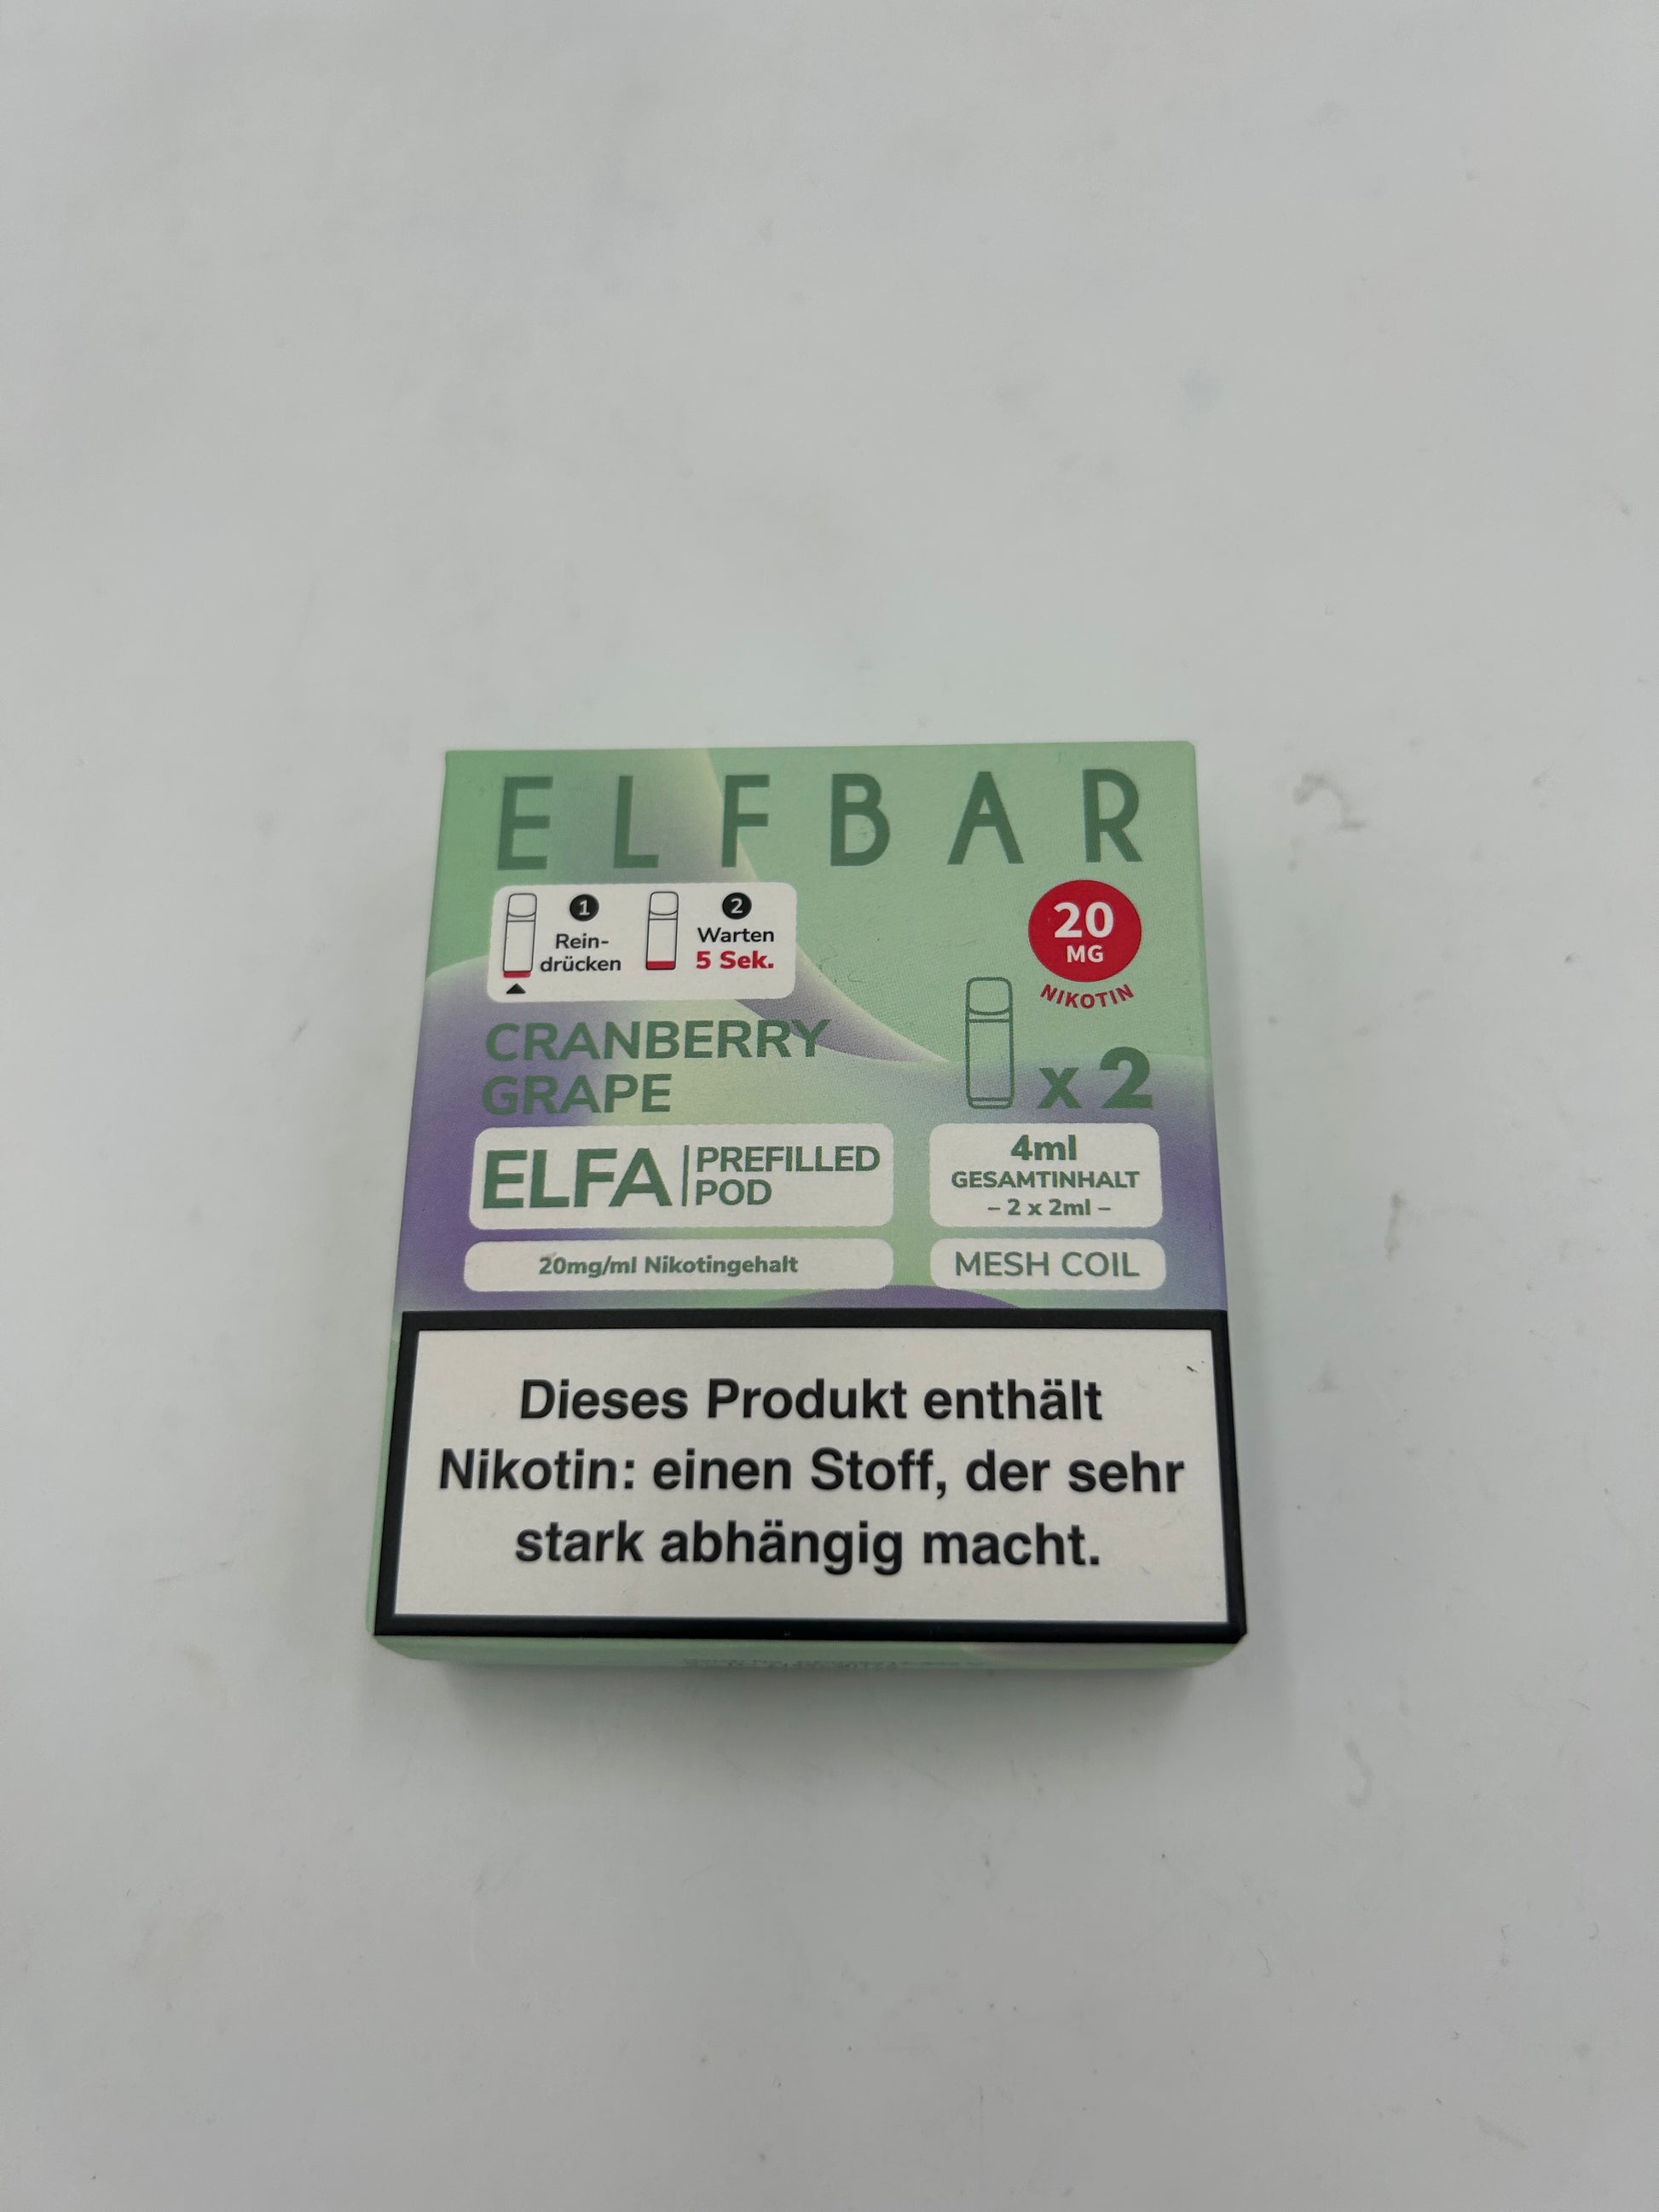 ELFBAR
1
Rein-
drücken
2
Warten
5 Sek.
20
MG
NIKOTIN
CRANBERRY
GRAPE
x 2
ELFA | PREFILLED
POD
4ml
GESAMTINHALT
– 2 x 2ml –
20mg/ml Nikotingehalt
MESH COIL
Dieses Produkt enthält
Nikotin: einen Stoff, der sehr
stark abhängig macht.